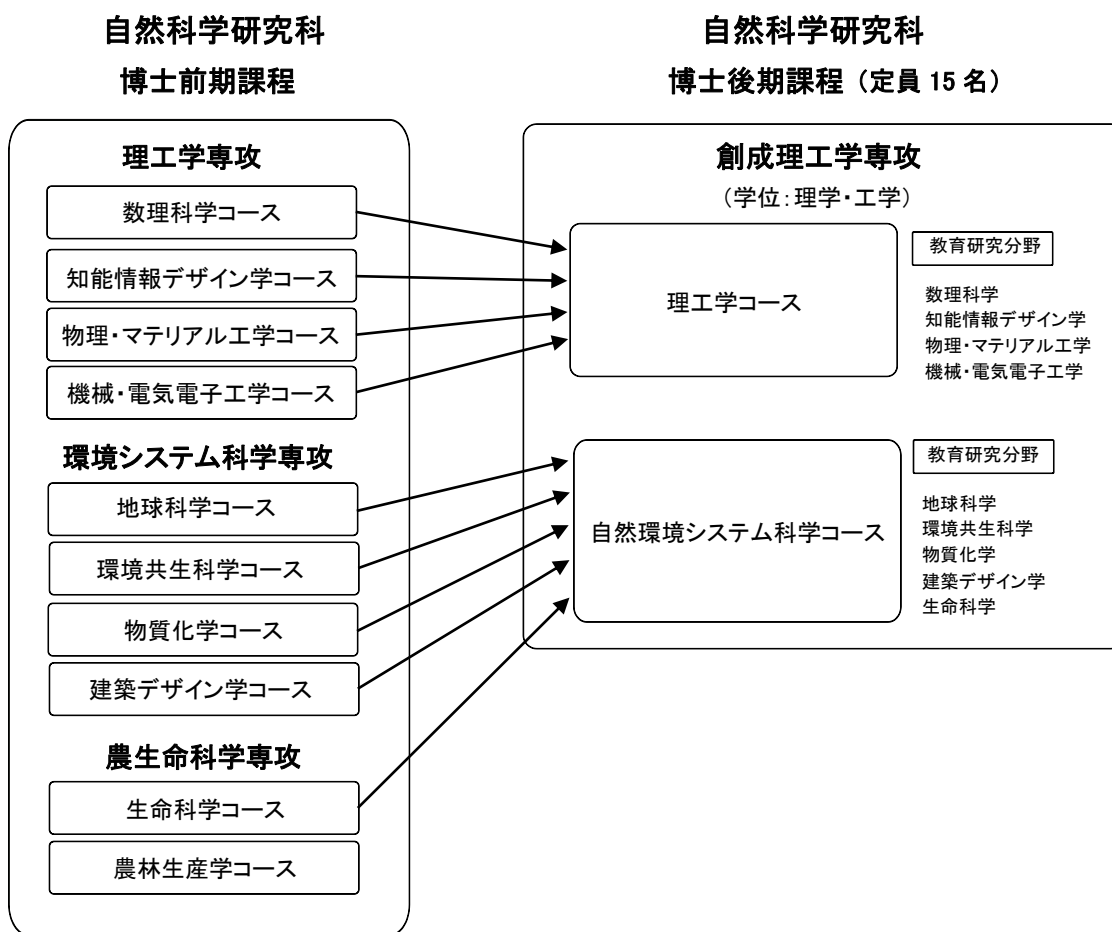 自然科学研究科
博士前期課程
理工学専攻
数理科学コース
知能情報デザイン学コース
物理・マテリアル工学コース
機械・電気電子工学コース
環境システム科学専攻
地球科学コース
環境共生科学コース
物質化学コース
建築デザイン学コース
農生命科学専攻
生命科学コース
農林生産学コース
自然科学研究科
博士後期課程（定員 15 名）
創成理工学専攻
（学位：理学・工学）
理工学コース
教育研究分野
数理科学
知能情報デザイン学
物理・マテリアル工学
機械・電気電子工学
自然環境システム科学コース
教育研究分野
地球科学
環境共生科学
物質化学
建築デザイン学
生命科学